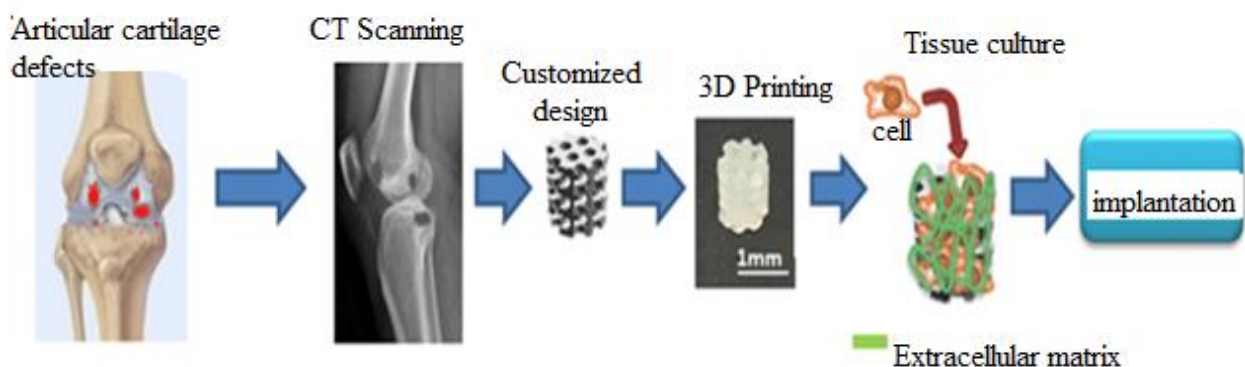 Articular cartilage
defects
CT Scanning
Customized
design
3D Printing
1mm
Tissue culture
cell
Extracellular matrix
implantation